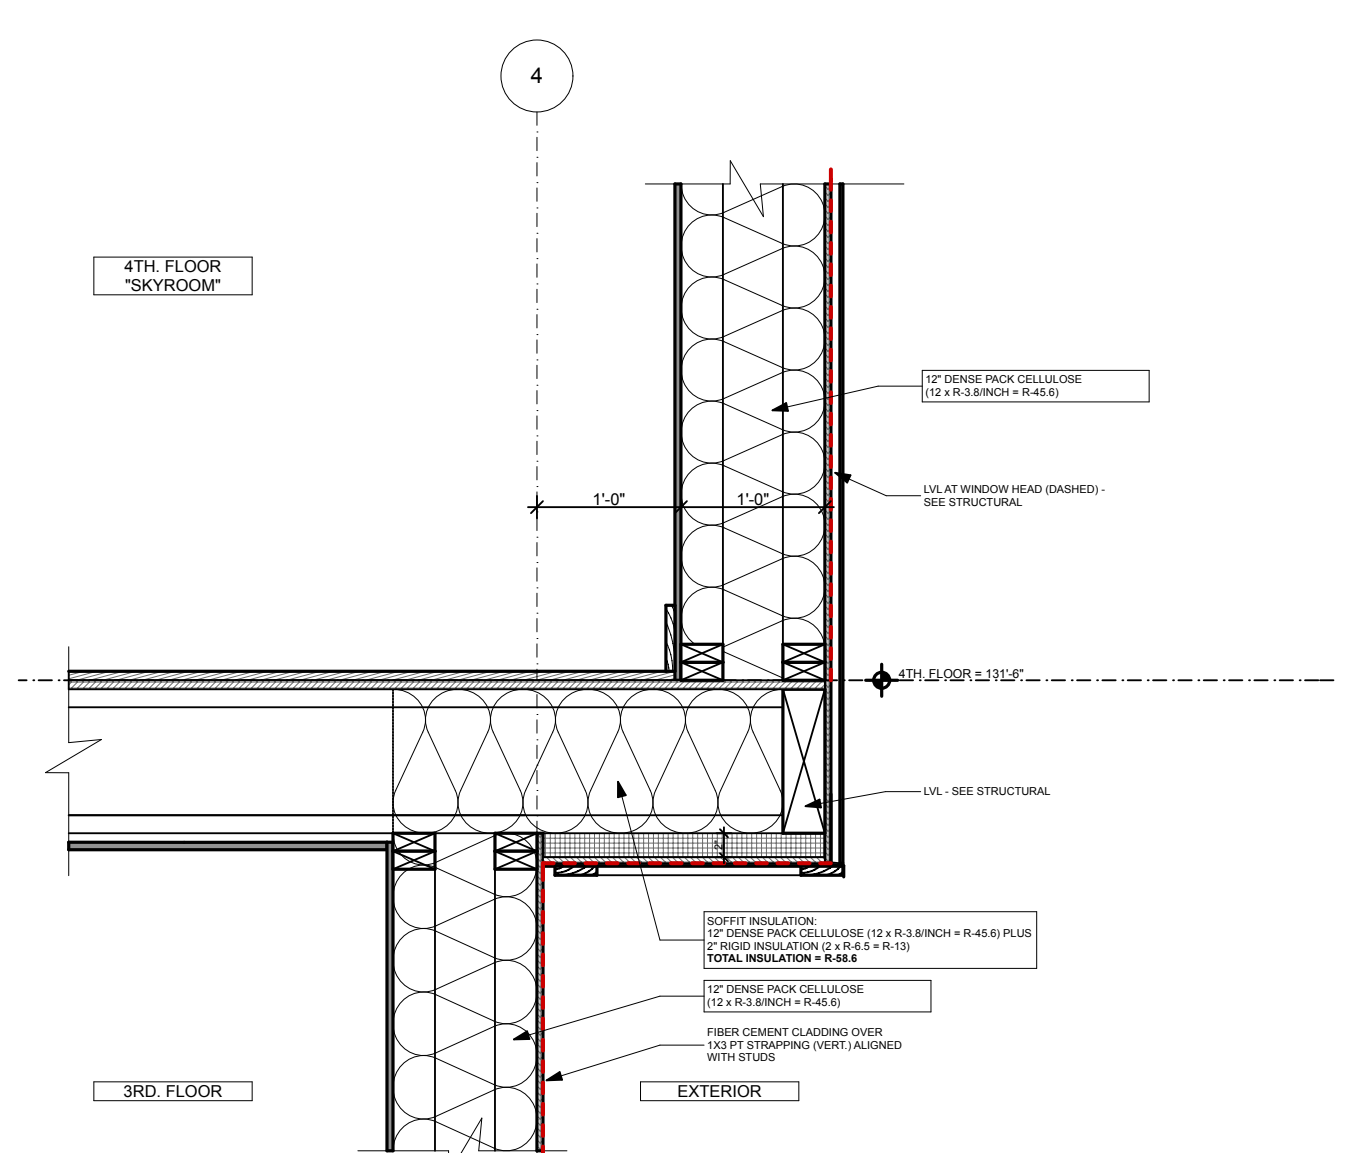 4
4TH. FLOOR
"SKYROOM"
12" DENSE PACK CELLULOSE
(12 x R-3.8/INCH = R-45.6)
LVL AT WINDOW HEAD (DASHED) -
SEE STRUCTURAL
1'-0"
1'-0"
4TH. FLOOR = 131'-6"
LVL - SEE STRUCTURAL
2"
SOFFIT INSULATION:
12" DENSE PACK CELLULOSE (12 x R-3.8/INCH = R-45.6) PLUS
2" RIGID INSULATION (2 x R-6.5 = R-13)
TOTAL INSULATION = R-58.6
12" DENSE PACK CELLULOSE
(12 x R-3.8/INCH = R-45.6)
FIBER CEMENT CLADDING OVER
1X3 PT STRAPPING (VERT.) ALIGNED
WITH STUDS
3RD. FLOOR
EXTERIOR